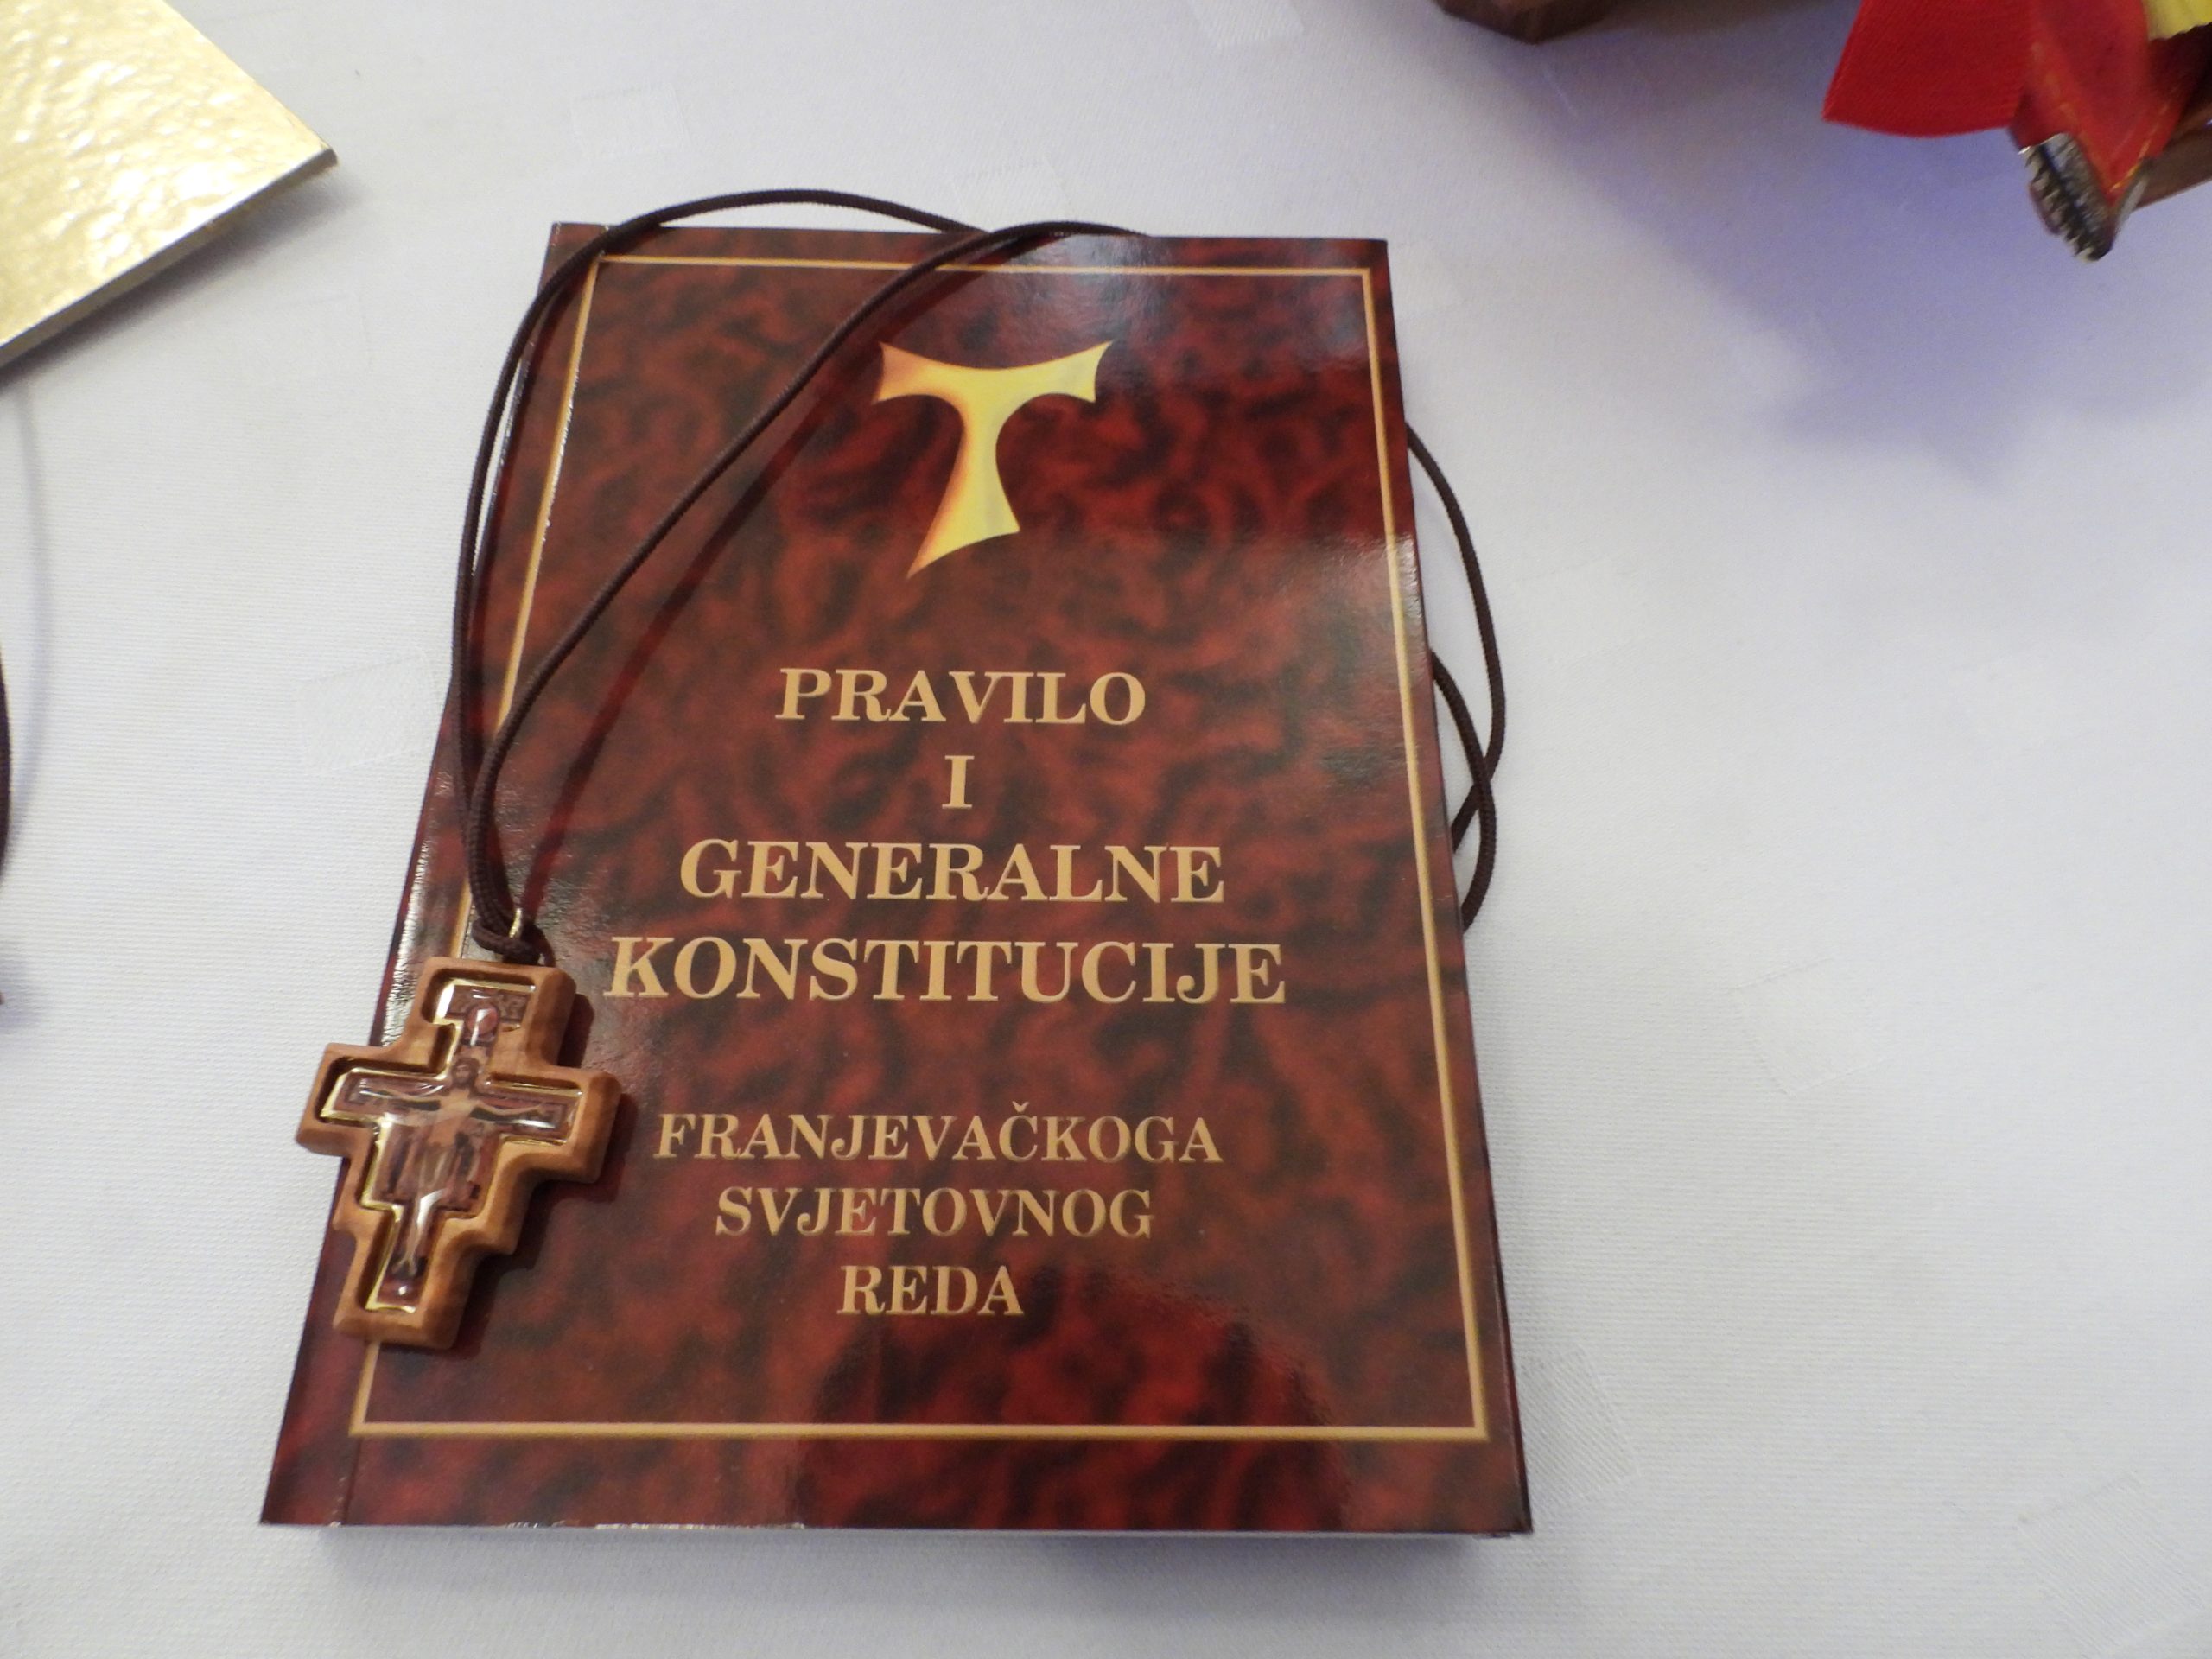 PRAVILO
I
GENERALNE
KONSTITUCIJE
FRANJEVAČKOGA
SVJETOVNOG
REDA